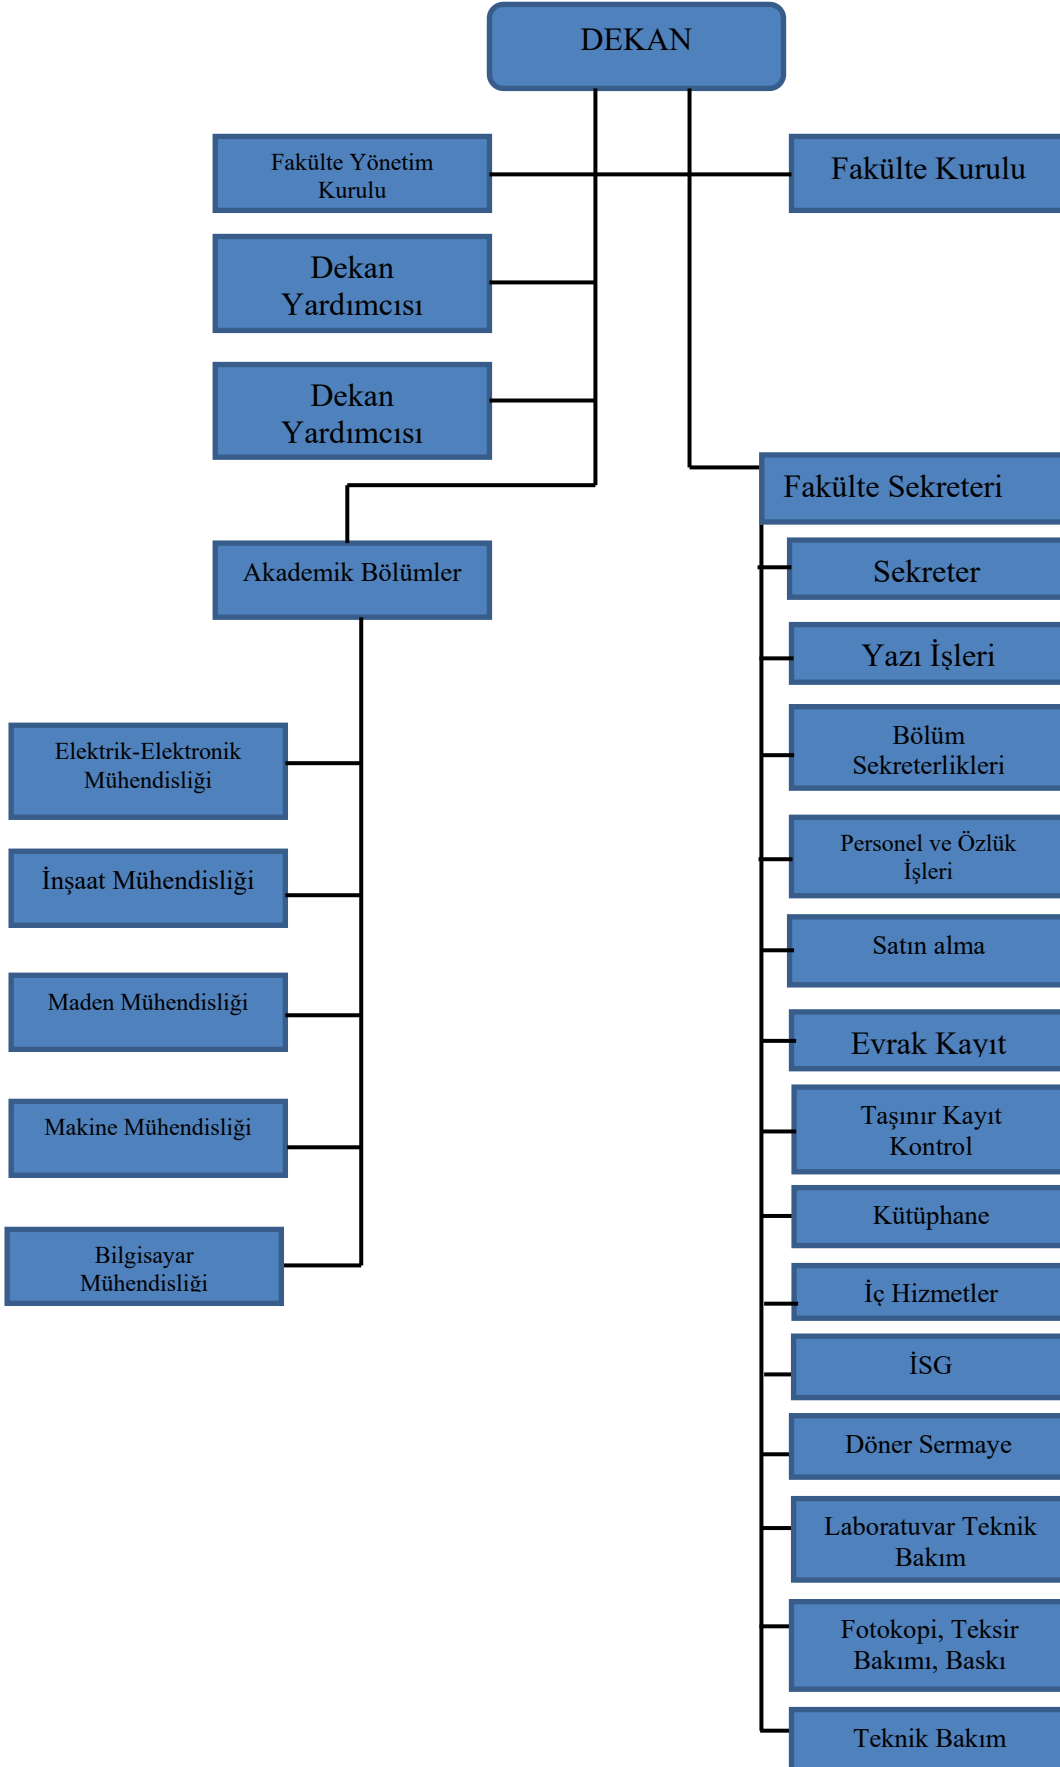 DEKAN
Fakülte Yönetim
Kurulu
Fakülte Kurulu
Dekan
Yardımcısı
Dekan
Yardımcısı
Akademik Bölümler
Elektrik-Elektronik
Mühendisliği
İnşaat Mühendisliği
Maden Mühendisliği
Makine Mühendisliği
Bilgisayar
Mühendisliği
Fakülte Sekreteri
Sekreter
Yazı İşleri
Bölüm
Sekreterlikleri
Personel ve Özlük
İşleri
Satın alma
Evrak Kayıt
Taşınır Kayıt
Kontrol
Kütüphane
İç Hizmetler
İSG
Döner Sermaye
Laboratuvar Teknik
Bakım
Fotokopi, Teksir
Bakımı, Baskı
Teknik Bakım